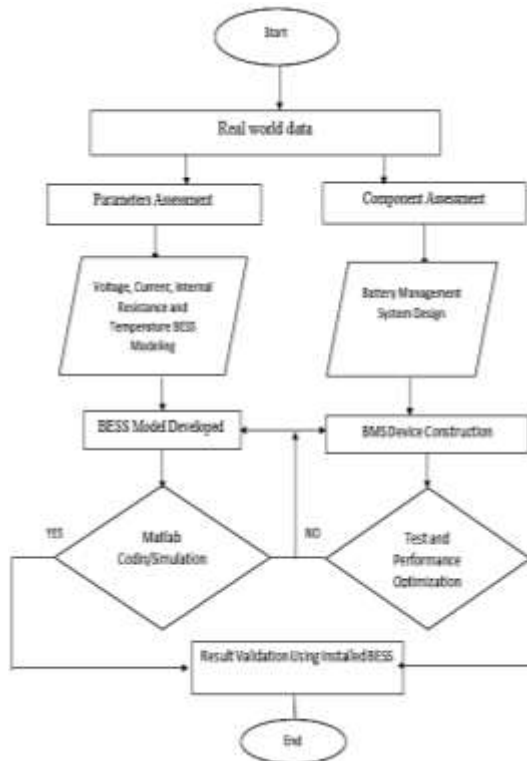 Start
Real world data
Parameters Assessment
Component Assessment
Voltage, Current, Internal
Resistance and
Temperature BESS
Modeling
Battery Management
System Design
BESS Model Developed
BMS Device Construction
YES
Matlab
Codin/Simulation
NO
Test and
Performance
Optimization
Result Validation Using Installed BESS
End